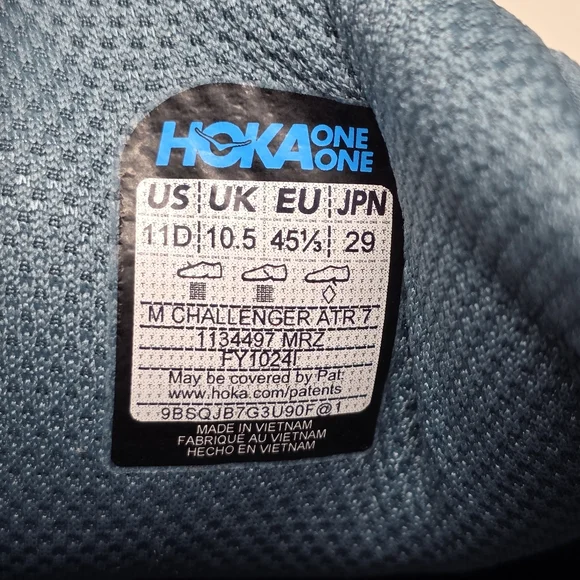 HOKA ONE ONE
US UK EU JPN
11D 10.5 45⅓ 29
M CHALLENGER ATR 7
1134497 MRZ
FY1024I
May be covered by Pat:
www.hoka.com/patents
9BSQJB7G3U90F@1
MADE IN VIETNAM
FABRIQUE AU VIETNAM
HECHO EN VIETNAM